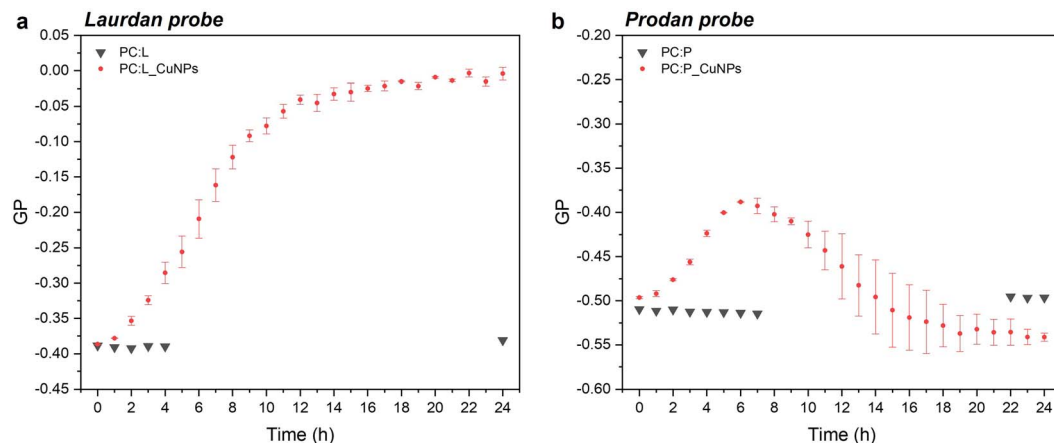 a Laurdan probe
0.05
0.00
-0.05
-0.10
-0.15
-0.20
-0.25
-0.30
-0.35
-0.40
-0.45
GP
PC:L
PC:L_CuNPs
0 2 4 6 8 10 12 14 16 18 20 22 24
Time (h)
b Prodan probe
-0.20
-0.25
-0.30
-0.35
-0.40
-0.45
-0.50
-0.55
-0.60
GP
PC:P
PC:P_CuNPs
0 2 4 6 8 10 12 14 16 18 20 22 24
Time (h)